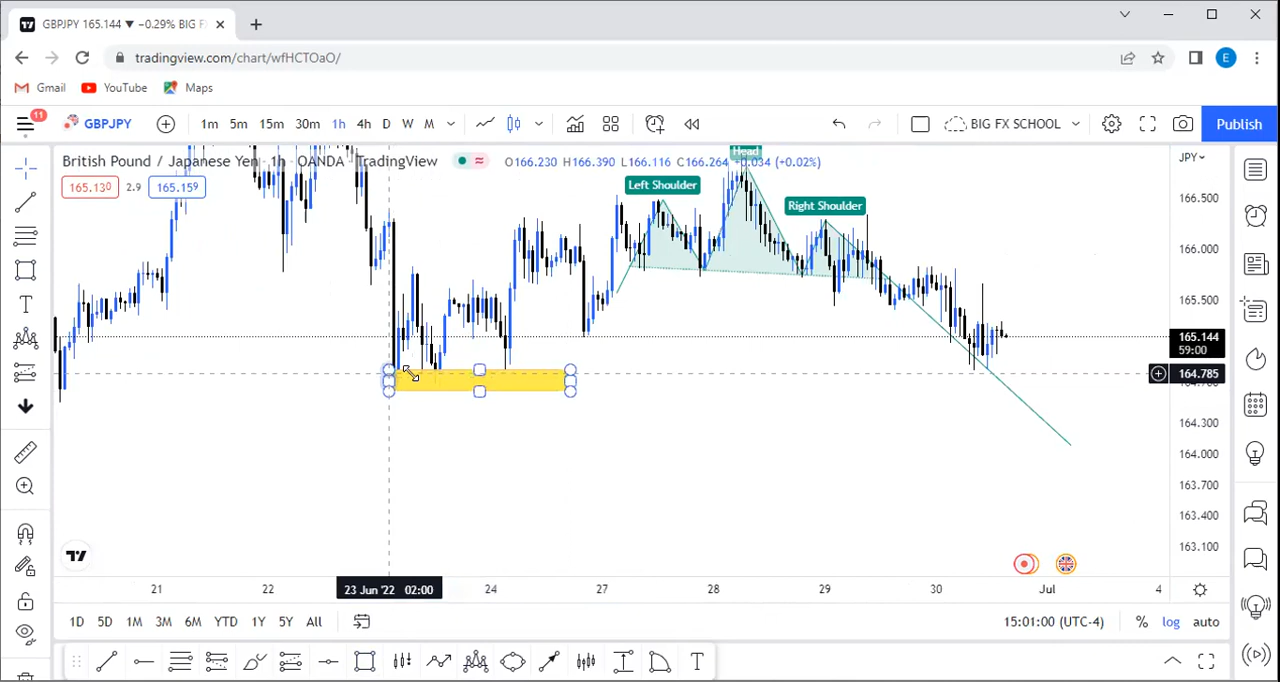 GBPJPY 165.144 ▼ −0.29% BIG F
tradingview.com/chart/wfHCTOaO/
E
Gmail YouTube Maps
11 GBPJPY 1m 5m 15m 30m 1h 4h D W M BIG FX SCHOOL Publish
British Pound / Japanese Yen · 1h · OANDA · TradingView O166.230 H166.390 L166.116 C166.264 +0.034 (+0.02%) JPY
165.130 2.9 165.159
Head
Left Shoulder
Right Shoulder
166.500
166.000
165.500
165.144
59:00
164.785
164.300
164.000
163.700
163.400
163.100
21 22 23 Jun '22 02:00 24 27 28 29 30 Jul 4
1D 5D 1M 3M 6M YTD 1Y 5Y All 15:01:00 (UTC-4) % log auto
T